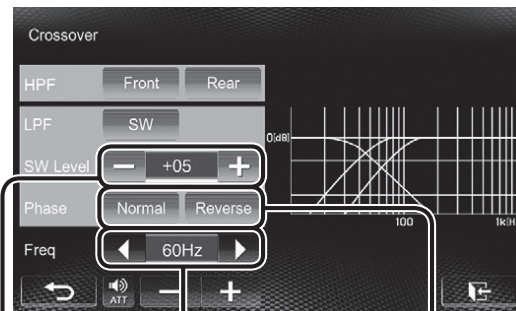 Crossover
HPF Front Rear
LPF SW
0[dB]
SW Level − +05 +
Phase Normal Reverse
100 1k[H
Freq 60Hz
ATT − +